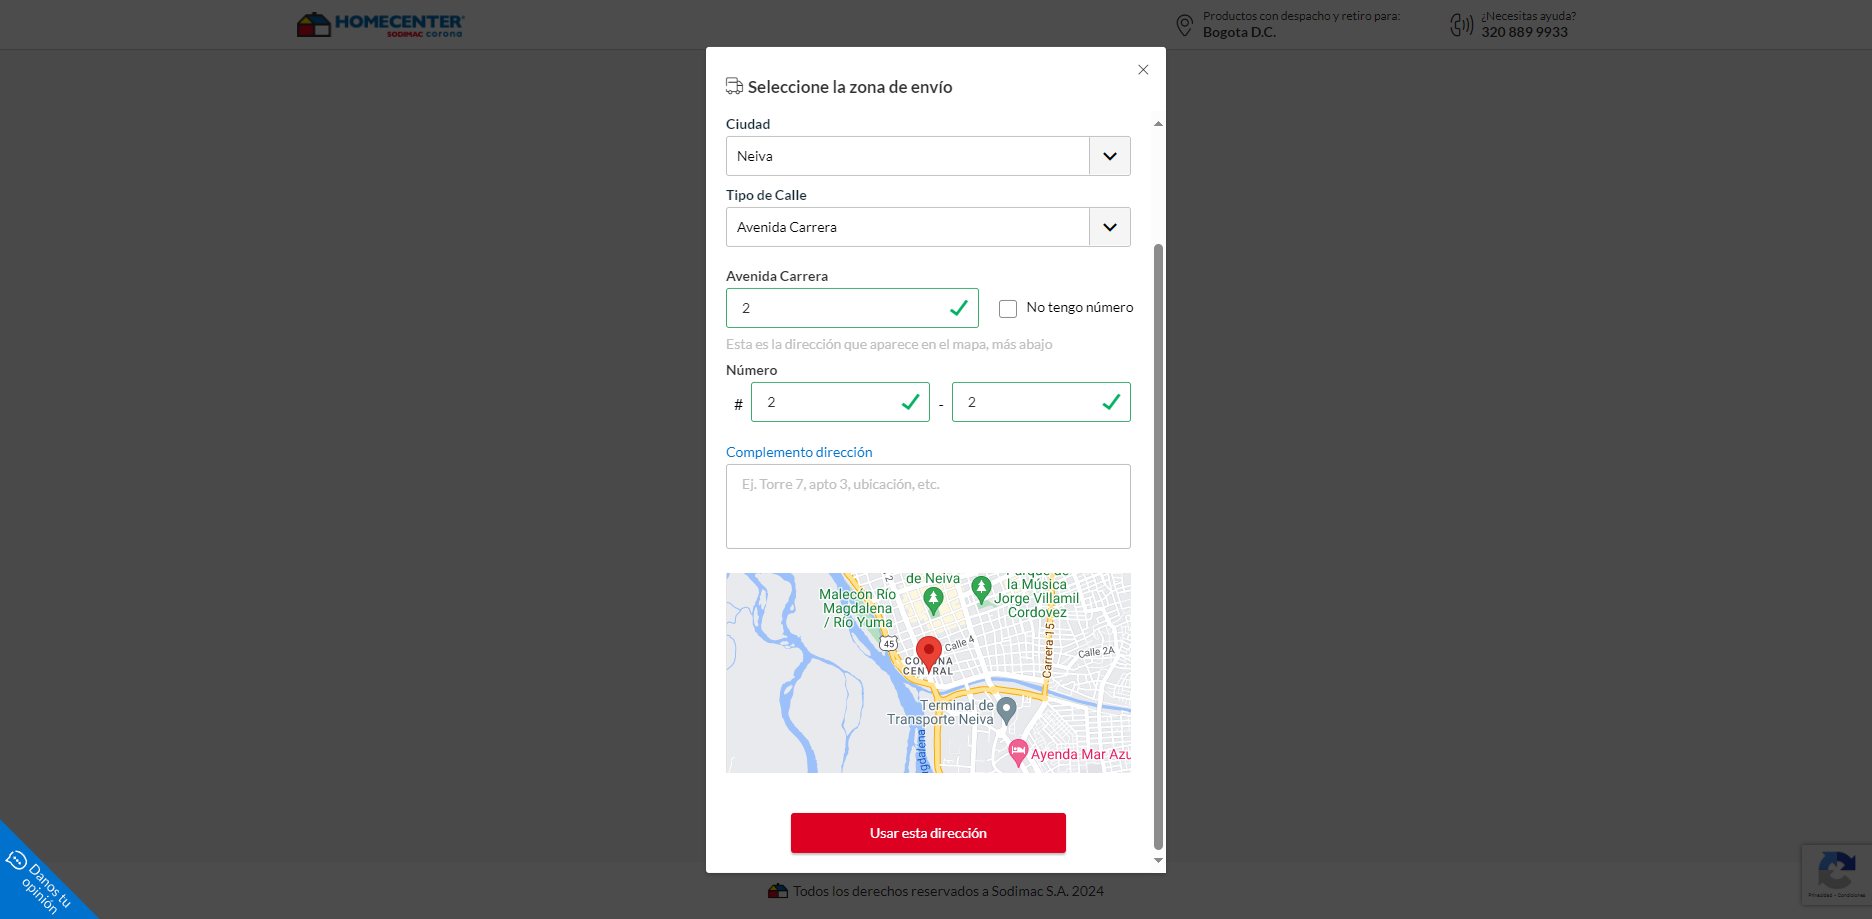 HOMECENTER
SODIMAC corona
Productos con despacho y retiro para:
Bogota D.C.
¿Necesitas ayuda?
320 889 9933
Seleccione la zona de envío
Ciudad
Neiva
Tipo de Calle
Avenida Carrera
Avenida Carrera
2
No tengo número
Esta es la dirección que aparece en el mapa, más abajo
Número
# 2 - 2
Complemento dirección
Ej. Torre 7, apto 3, ubicación, etc.
de Neiva
Parque de
la Música
Jorge Villamil
Cordovez
Malecón Río
Magdalena
/ Río Yuma
45
Calle 4
COMUNA
CENTRAL
Carrera 15
Calle 2A
Terminal de
Transporte Neiva
Ayenda Mar Azu
Usar esta dirección
Danos tu
opinión
Todos los derechos reservados a Sodimac S.A. 2024
Privacidad - Condiciones